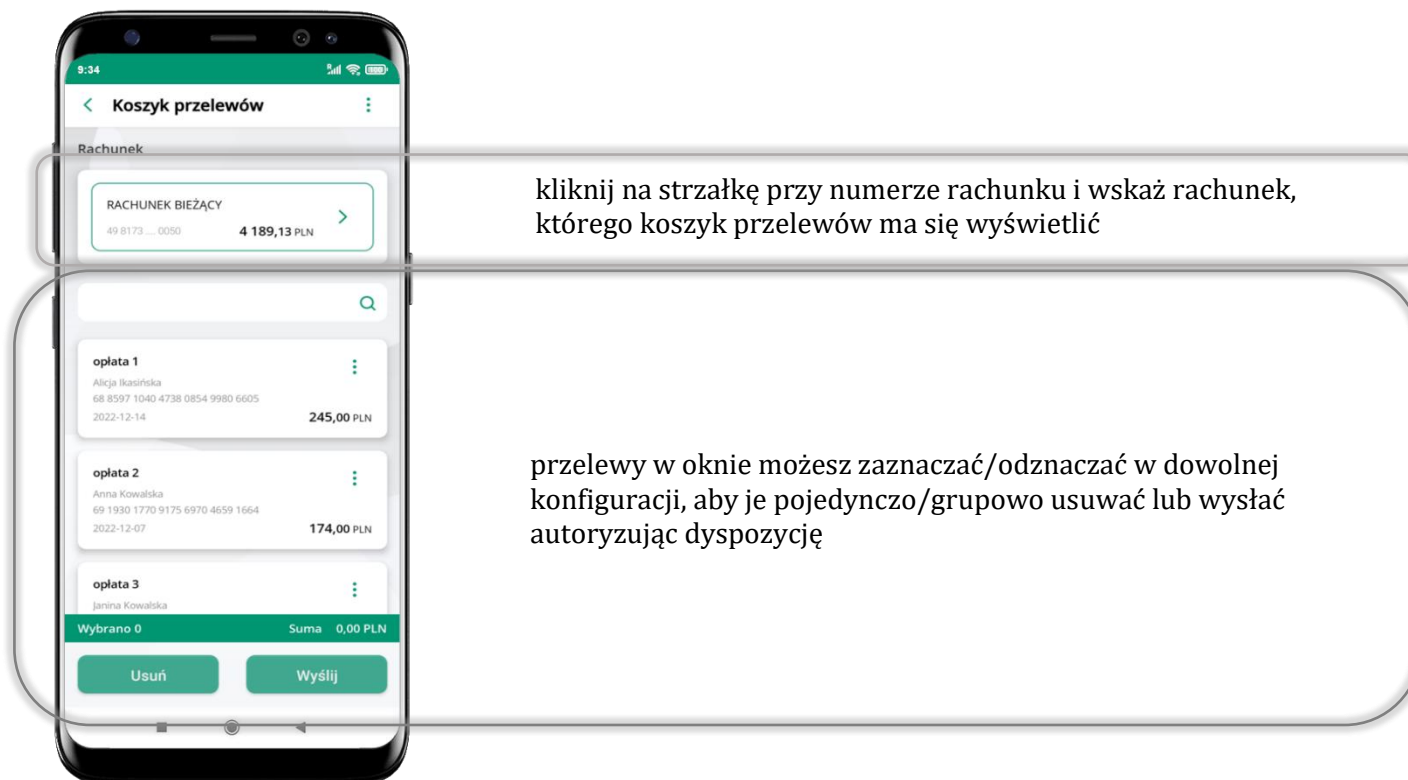 9:34
Koszyk przelewów
Rachunek
RACHUNEK BIEŻĄCY
49 8173 .... 0050 4 189,13 PLN
kliknij na strzałkę przy numerze rachunku i wskaż rachunek,
którego koszyk przelewów ma się wyświetlić
opłata 1
Alicja Ikasińska
68 8597 1040 4738 0854 9980 6605
2022-12-14 245,00 PLN
opłata 2
Anna Kowalska
69 1930 1770 9175 6970 4659 1664
2022-12-07 174,00 PLN
opłata 3
Janina Kowalska
Wybrano 0 Suma 0,00 PLN
Usuń Wyślij
przelewy w oknie możesz zaznaczać/odznaczać w dowolnej
konfiguracji, aby je pojedynczo/grupowo usuwać lub wysłać
autoryzując dyspozycję